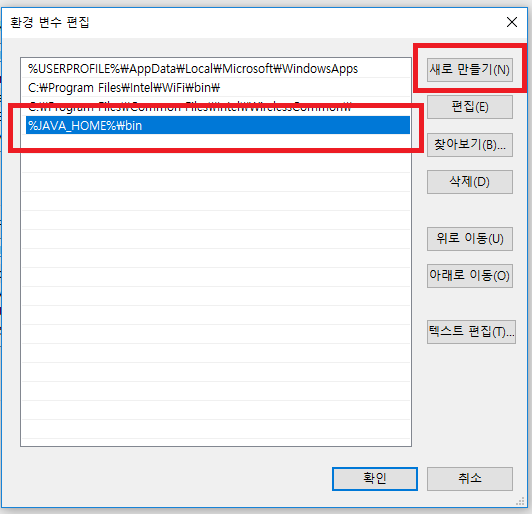 환경 변수 편집
%USERPROFILE%₩AppData₩Local₩Microsoft₩WindowsApps
C:₩Program Files₩Intel₩WiFi₩bin₩
C:₩Program Files₩Common Files₩Intel₩WirelessCommon₩
%JAVA_HOME%₩bin
새로 만들기(N)
편집(E)
찾아보기(B)...
삭제(D)
위로 이동(U)
아래로 이동(O)
텍스트 편집(T)...
확인
취소